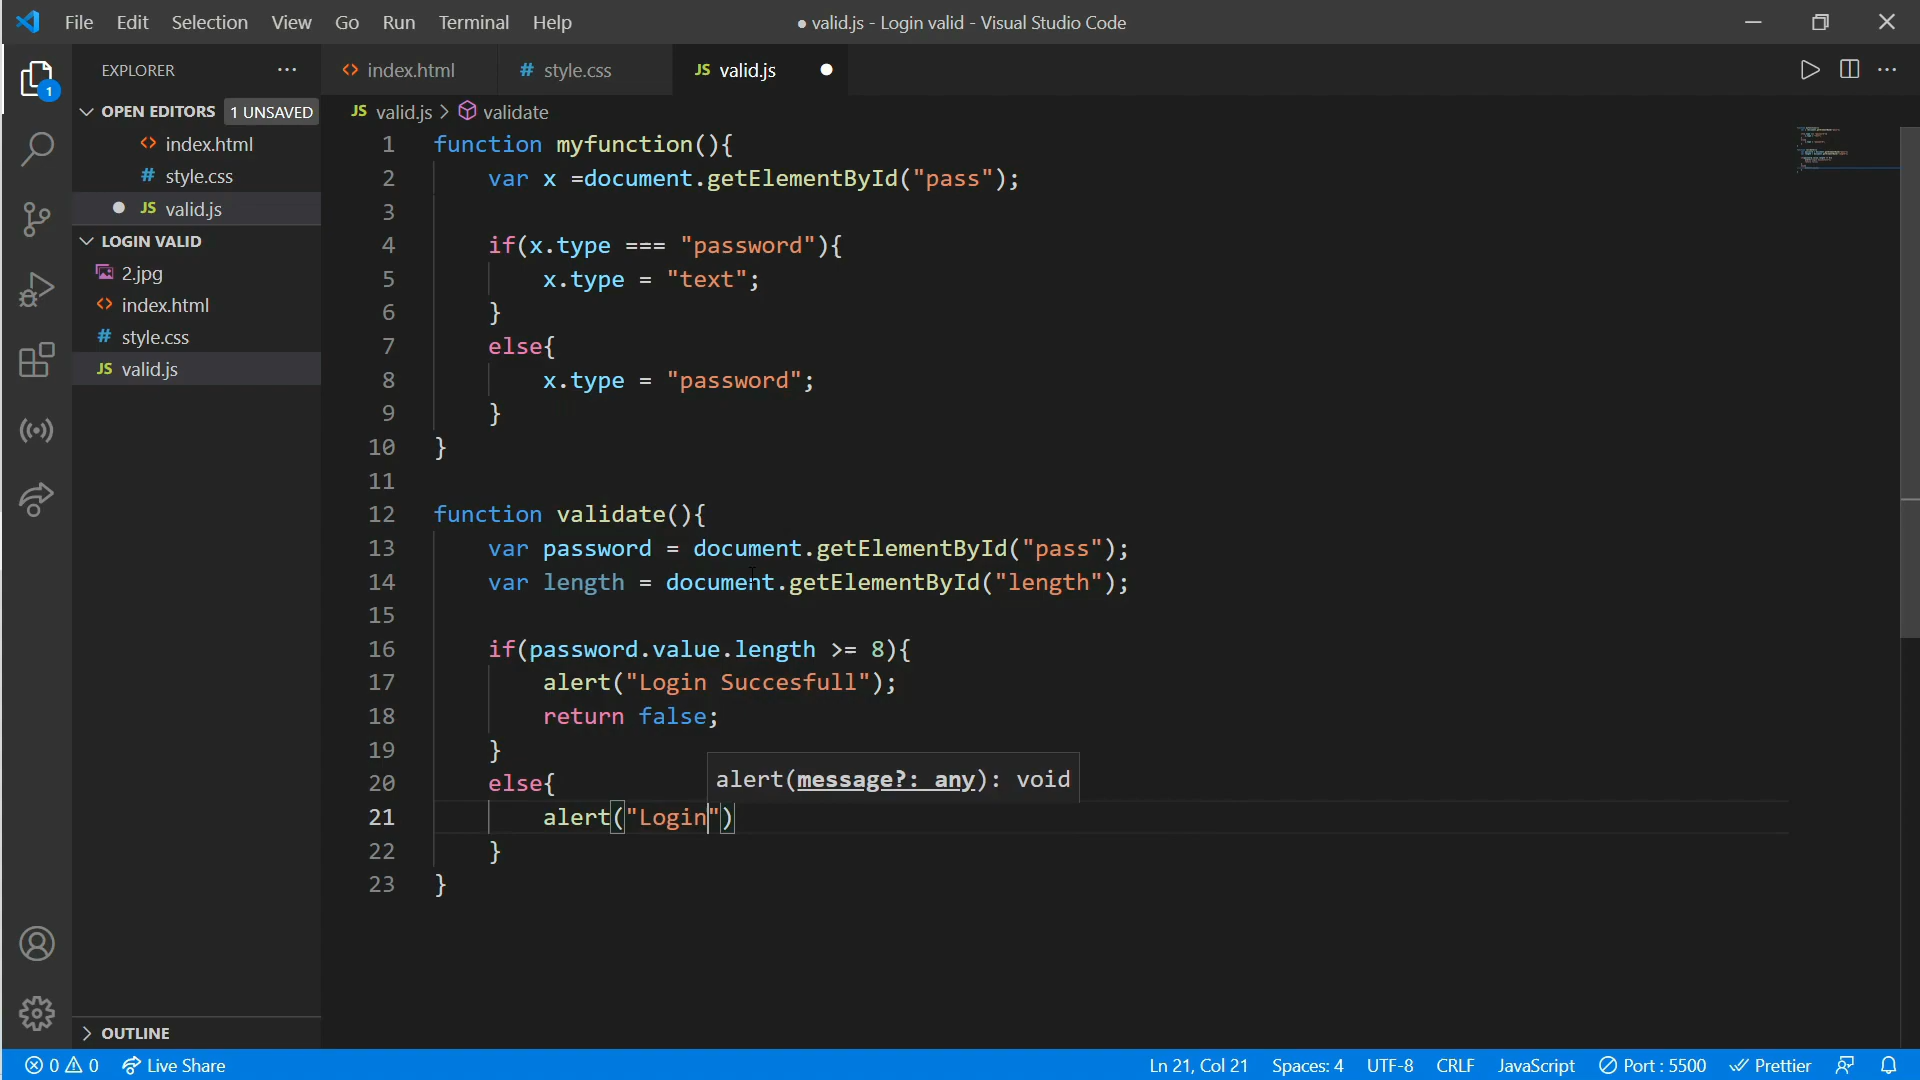 File Edit Selection View Go Run Terminal Help
● valid.js - Login valid - Visual Studio Code
EXPLORER
OPEN EDITORS 1 UNSAVED
index.html
# style.css
JS valid.js
LOGIN VALID
2.jpg
index.html
# style.css
JS valid.js
OUTLINE
1
index.html # style.css JS valid.js
JS valid.js > validate
1 function myfunction(){
2 var x =document.getElementById("pass");
3
4 if(x.type === "password"){
5 x.type = "text";
6 }
7 else{
8 x.type = "password";
9 }
10 }
11
12 function validate(){
13 var password = document.getElementById("pass");
14 var length = document.getElementById("length");
15
16 if(password.value.length >= 8){
17 alert("Login Succesfull");
18 return false;
19 }
20 else{
alert(message?: any): void
21 alert("Login")
22 }
23 }
0 0 Live Share
Ln 21, Col 21 Spaces: 4 UTF-8 CRLF JavaScript Port : 5500 Prettier